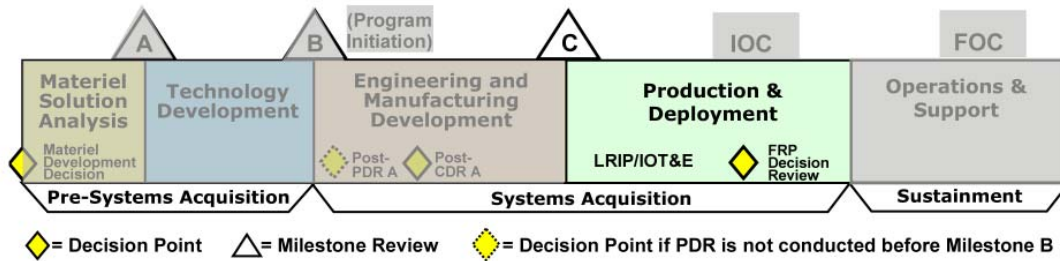 A
B
(Program
Initiation)
C
IOC
FOC
Materiel
Solution
Analysis
Materiel
Development
Decision
Technology
Development
Engineering and
Manufacturing
Development
Post-
PDR A
Post-
CDR A
Production &
Deployment
LRIP/IOT&E
FRP
Decision
Review
Operations &
Support
Pre-Systems Acquisition
Systems Acquisition
Sustainment
= Decision Point
= Milestone Review
= Decision Point if PDR is not conducted before Milestone B